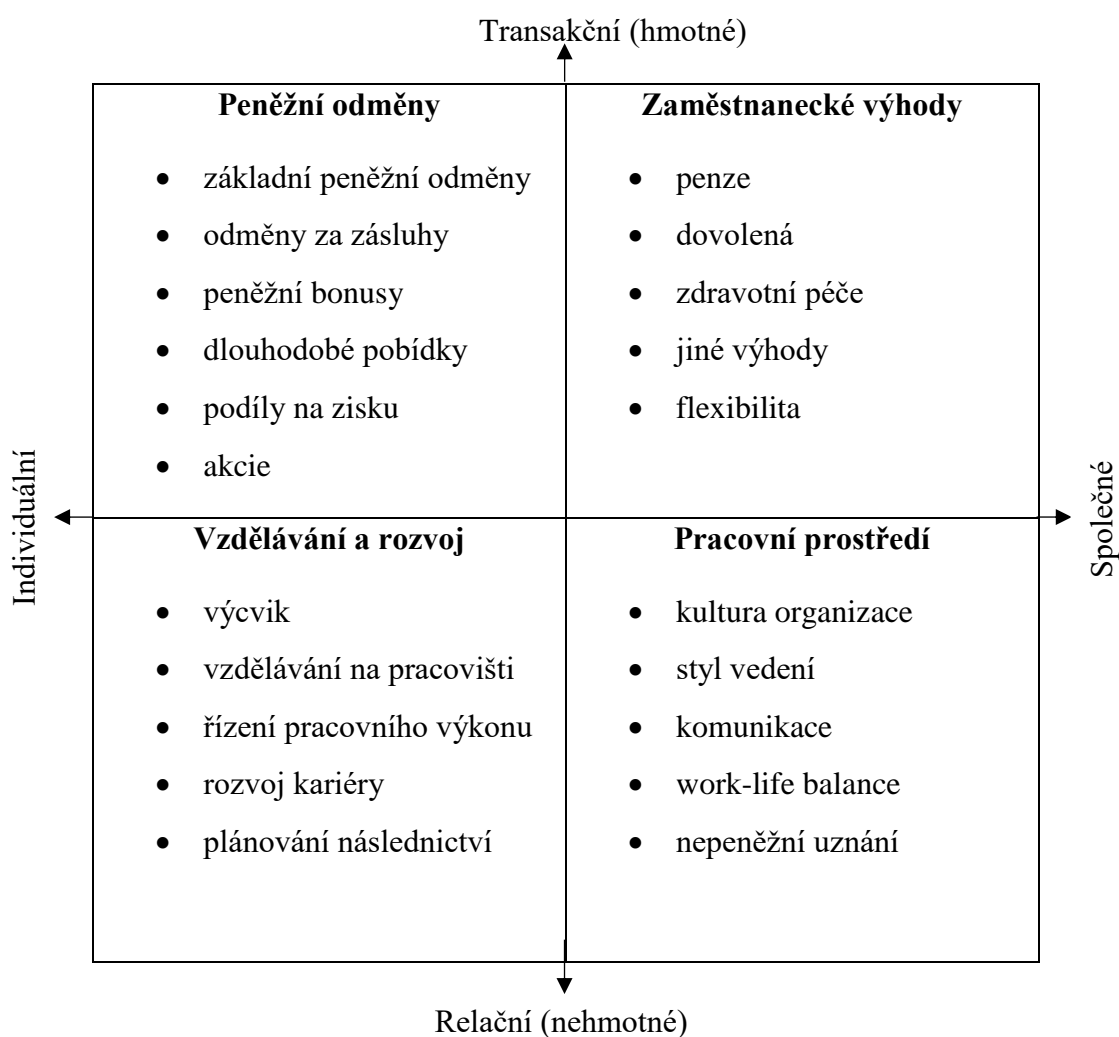 Transakční (hmotné)
Peněžní odměny
• základní peněžní odměny
• odměny za zásluhy
• peněžní bonusy
• dlouhodobé pobídky
• podíly na zisku
• akcie
Zaměstnanecké výhody
• penze
• dovolená
• zdravotní péče
• jiné výhody
• flexibilita
Individuální
Společné
Vzdělávání a rozvoj
• výcvik
• vzdělávání na pracovišti
• řízení pracovního výkonu
• rozvoj kariéry
• plánování následnictví
Pracovní prostředí
• kultura organizace
• styl vedení
• komunikace
• work-life balance
• nepeněžní uznání
Relační (nehmotné)